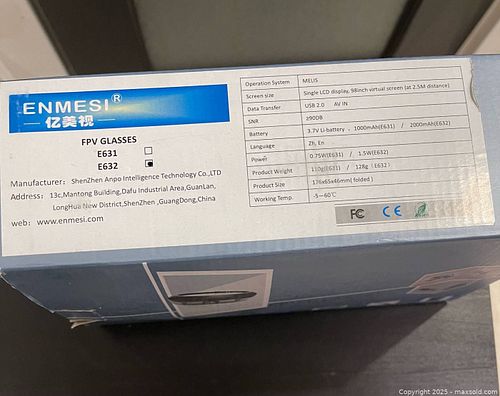 ENMESI®
亿美视
FPV GLASSES
E631
E632
Manufacturer: ShenZhen Anpo Intelligence Technology Co.,LTD
Address: 13c,Mantong Building,Dafu Industrial Area,GuanLan,
LongHua New District,ShenZhen ,GuangDong,China
web: www.enmesi.com
Operation System MELIS
Screen size Single LCD display, 98inch virtual screen (at 2.5M distance)
Data Transfer USB 2.0 AV IN
SNR 290DB
Battery 3.7V Li-battery , 1000mAh(E631) / 2000mAh(E632)
Language Zh, En
Power 0.75W(E631) / 1.5W(E632)
Product Weight 110g(E631) / 128g (E632)
Product Size 176x65x46mm( folded )
Working Temp. -5—60℃
FC CE
Copyright © 2025 - maxsold.com